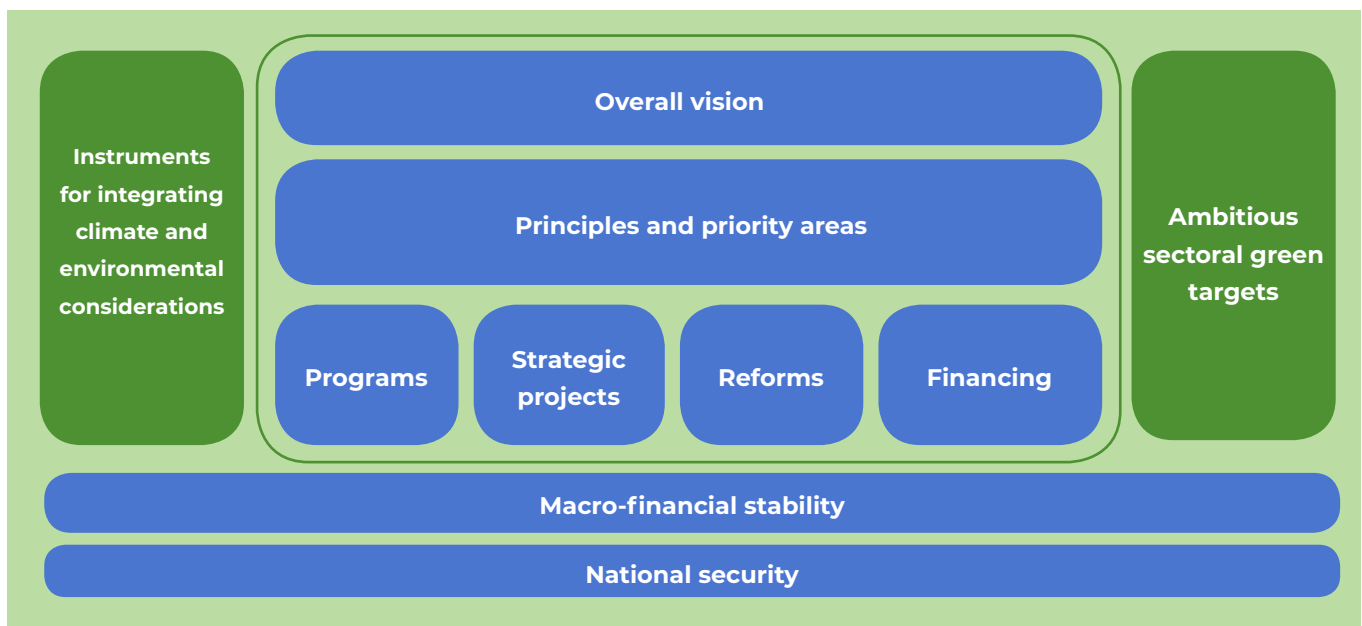 Instruments
for integrating
climate and
environmental
considerations
Overall vision
Principles and priority areas
Programs
Strategic
projects
Reforms
Financing
Ambitious
sectoral green
targets
Macro-financial stability
National security